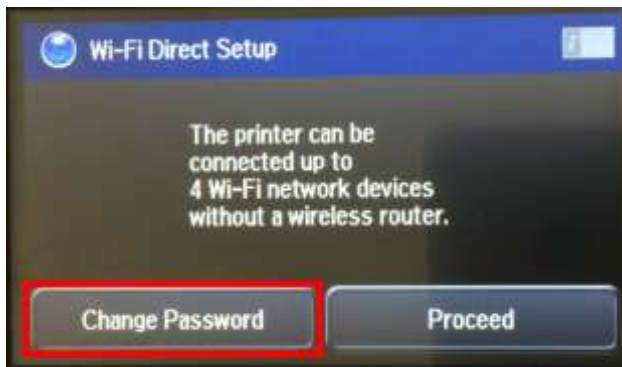 Wi-Fi Direct Setup
The printer can be
connected up to
4 Wi-Fi network devices
without a wireless router.
Change Password
Proceed